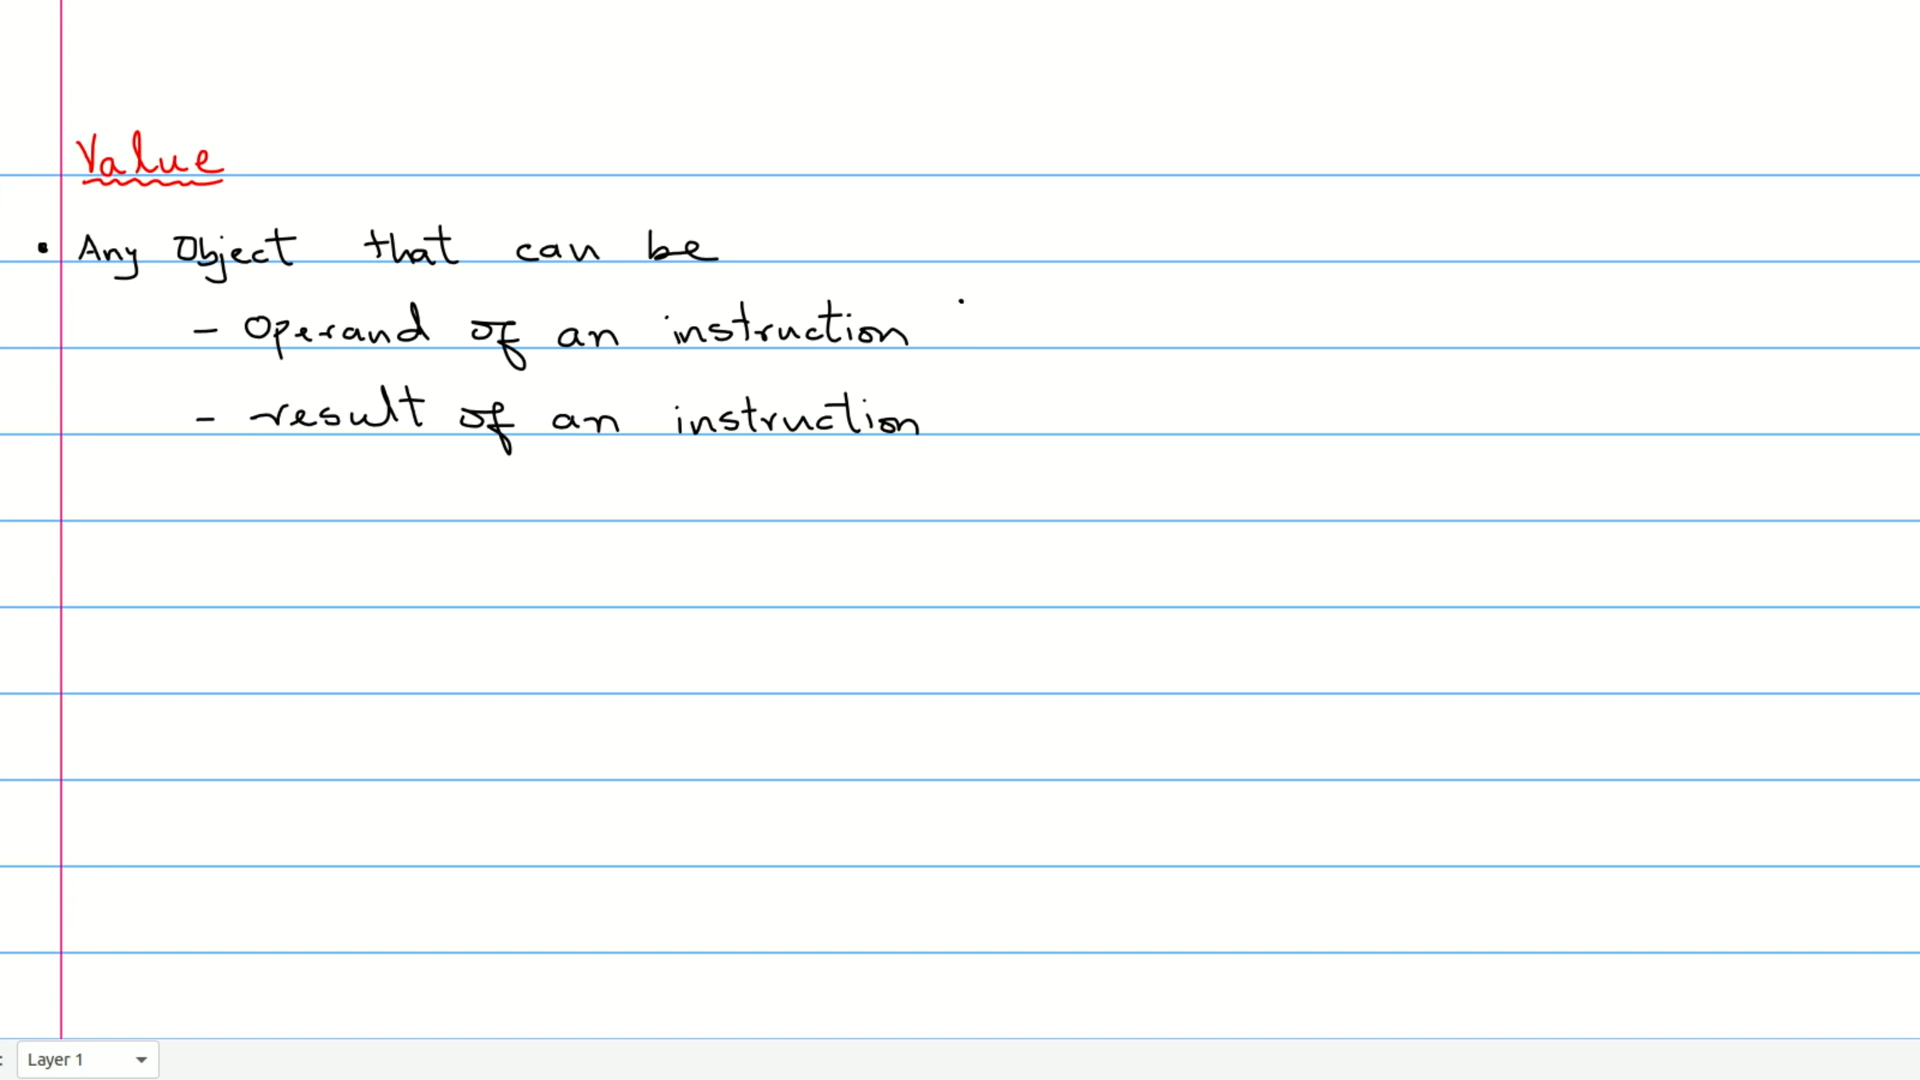 Value
• Any Object that can be
- Operand of an instruction
- result of an instruction
: Layer 1